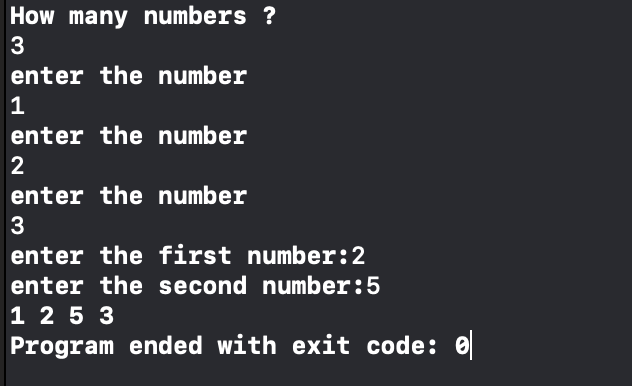 How many numbers ?
3
enter the number
1
enter the number
2
enter the number
3
enter the first number:2
enter the second number:5
1 2 5 3
Program ended with exit code: 0